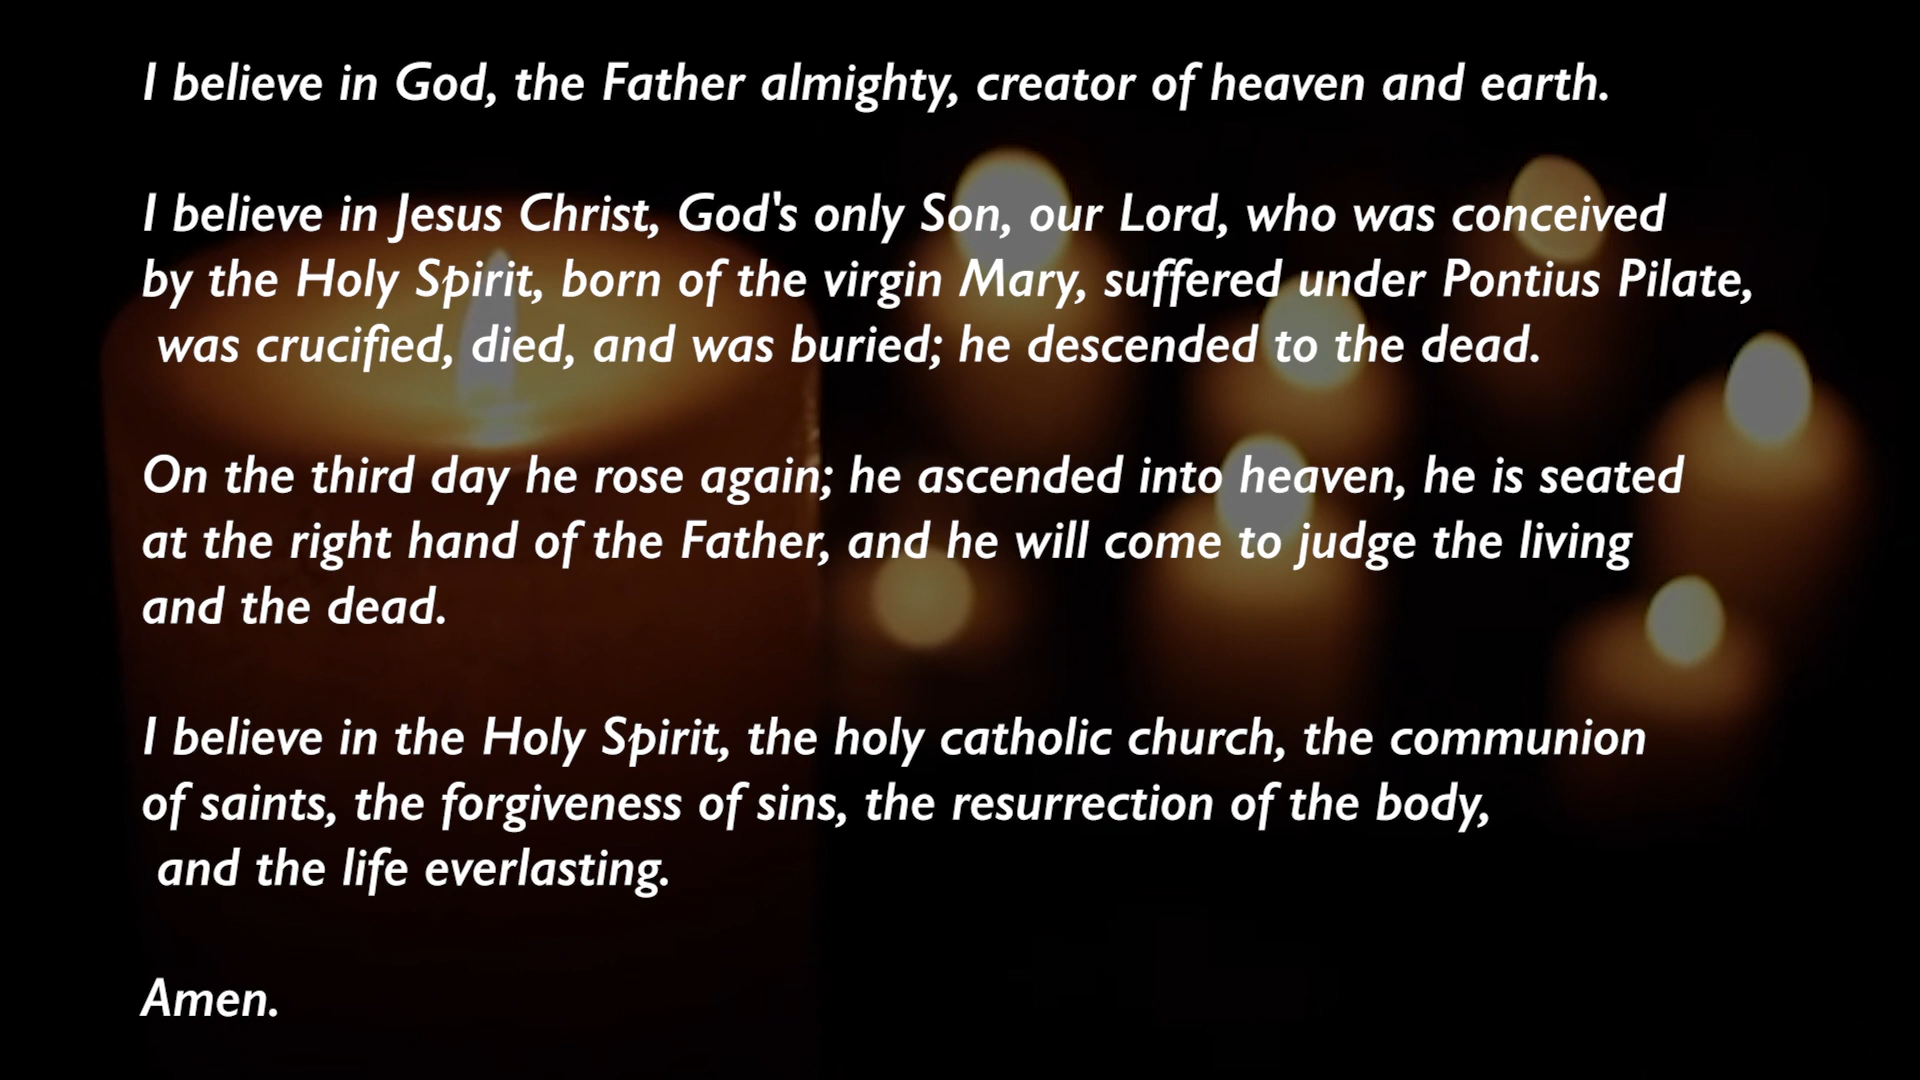 I believe in God, the Father almighty, creator of heaven and earth.
I believe in Jesus Christ, God's only Son, our Lord, who was conceived
by the Holy Spirit, born of the virgin Mary, suffered under Pontius Pilate,
was crucified, died, and was buried; he descended to the dead.
On the third day he rose again; he ascended into heaven, he is seated
at the right hand of the Father, and he will come to judge the living
and the dead.
I believe in the Holy Spirit, the holy catholic church, the communion
of saints, the forgiveness of sins, the resurrection of the body,
and the life everlasting.
Amen.